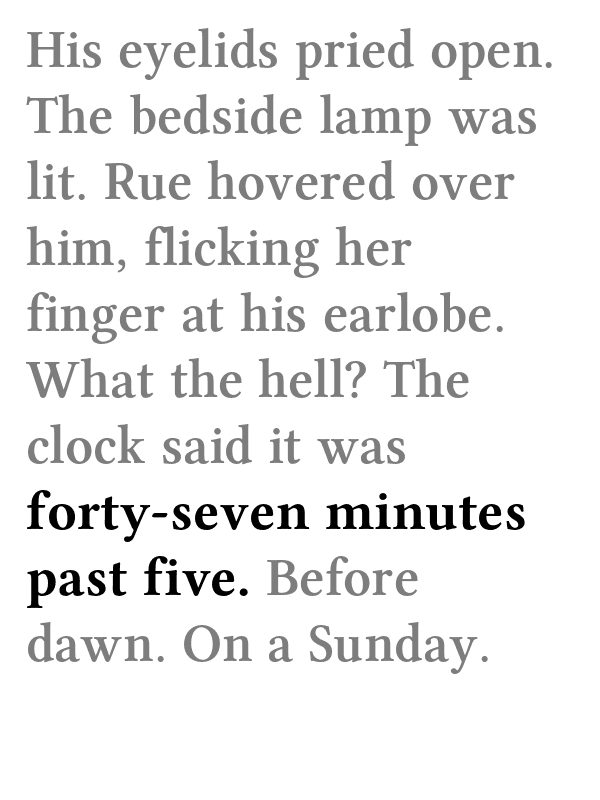 His eyelids pried open.
The bedside lamp was
lit. Rue hovered over
him, flicking her
finger at his earlobe.
What the hell? The
clock said it was
forty-seven minutes
past five. Before
dawn. On a Sunday.